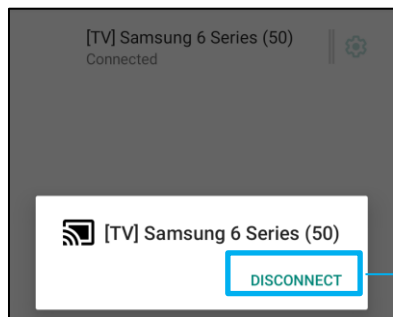 [TV] Samsung 6 Series (50)
Connected
[TV] Samsung 6 Series (50)
DISCONNECT